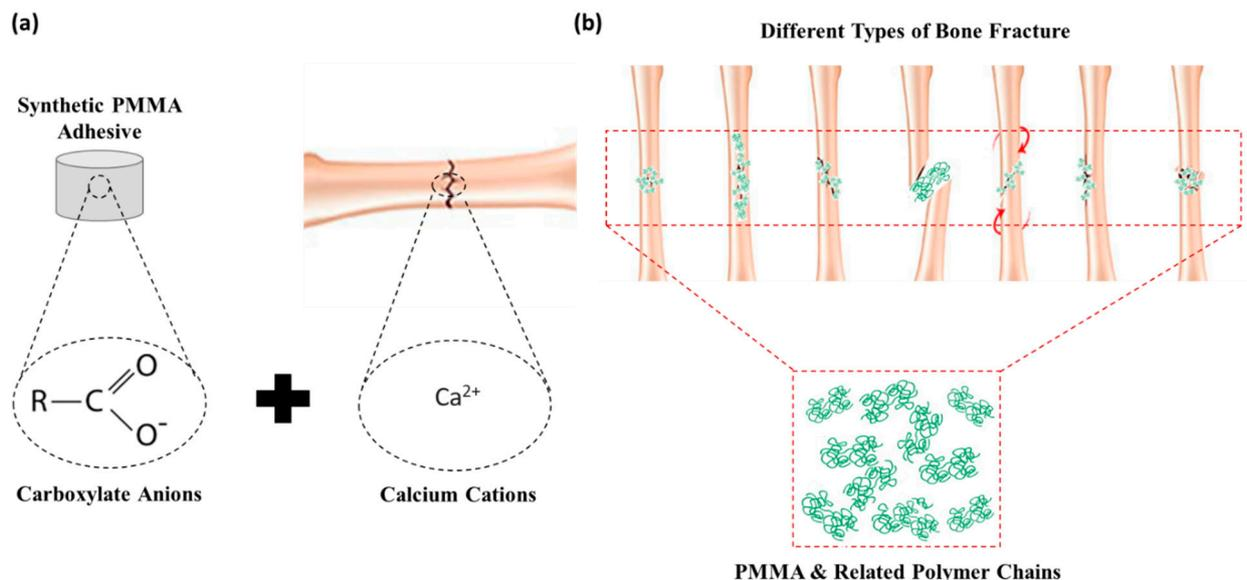 (a)
Synthetic PMMA
Adhesive
R
C
O
O-
Carboxylate Anions
Ca2+
Calcium Cations
(b)
Different Types of Bone Fracture
PMMA & Related Polymer Chains